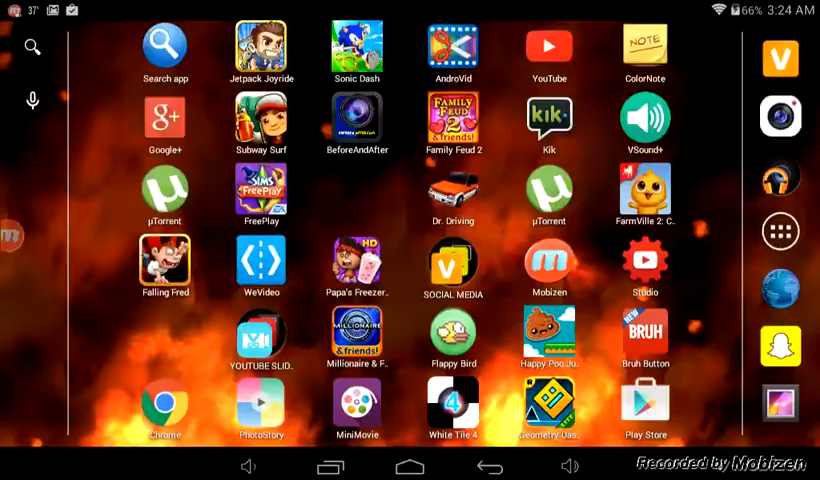 37° 66% 3:24 AM
Search app Jetpack Joyride Sonic Dash AndroVid YouTube ColorNote
NOTE
V
g+
FAMILY FEUD 2 & friends!
kik.
Google+ Subway Surf BeforeAndAfter Family Feud 2 Kik VSound+
µ SIMS FREEPLAY µ
µTorrent FreePlay Dr. Driving µTorrent FarmVille 2: C..
HD
V m
Falling Fred WeVideo Papa's Freezer.. SOCIAL MEDIA Mobizen Studio
MILLIONAIRE & friends!
NEW BRUH
YOUTUBE SLID.. Millionaire & F.. Flappy Bird Happy Poo Ju.. Bruh Button
4
Chrome PhotoStory MiniMovie White Tile 4 Geometry Das.. Play Store
Recorded by Mobizen